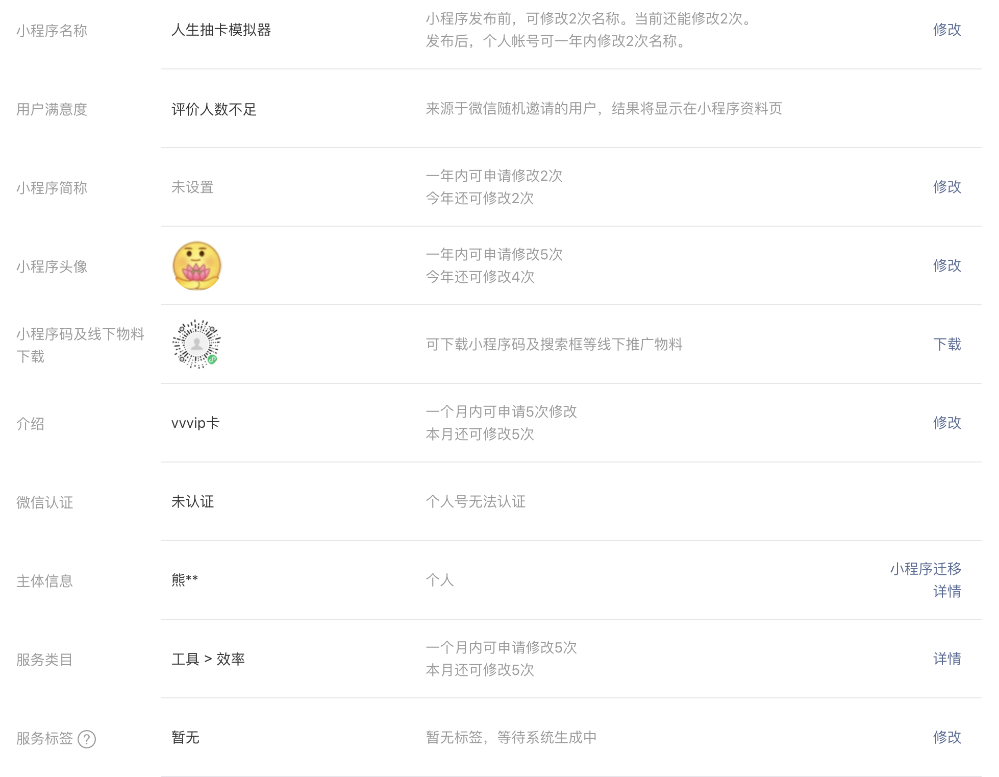 小程序名称
人生抽卡模拟器
小程序发布前，可修改2次名称。当前还能修改2次。
发布后，个人帐号可一年内修改2次名称。
修改
用户满意度
评价人数不足
来源于微信随机邀请的用户，结果将显示在小程序资料页
小程序简称
未设置
一年内可申请修改2次
今年还可修改2次
修改
小程序头像
一年内可申请修改5次
今年还可修改4次
修改
小程序码及线下物料
下载
可下载小程序码及搜索框等线下推广物料
下载
介绍
vvvip卡
一个月内可申请5次修改
本月还可修改5次
修改
微信认证
未认证
个人号无法认证
主体信息
熊**
个人
小程序迁移
详情
服务类目
工具 > 效率
一个月内可申请修改5次
本月还可修改5次
详情
服务标签 ?
暂无
暂无标签，等待系统生成中
修改